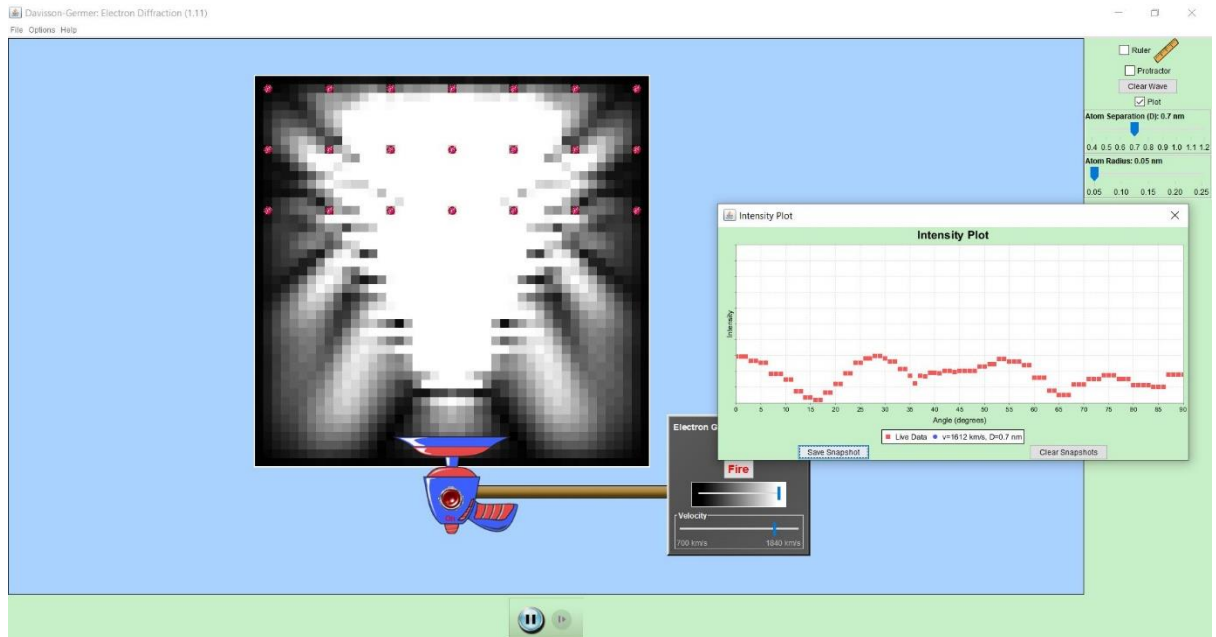 Davisson-Germer: Electron Diffraction (1.11)
File Options Help
Ruler
Protractor
Clear Wave
Plot
Atom Separation (D): 0.7 nm
0.4 0.5 0.6 0.7 0.8 0.9 1.0 1.1 1.2
Atom Radius: 0.05 nm
0.05 0.10 0.15 0.20 0.25
Intensity Plot
Intensity Plot
Intensity
0 5 10 15 20 25 30 35 40 45 50 55 60 65 70 75 80 85 90
Angle (degrees)
Live Data v=1612 km/s, D=0.7 nm
Save Snapshot Clear Snapshots
Electron G
Fire
Velocity
700 km/s 1840 km/s